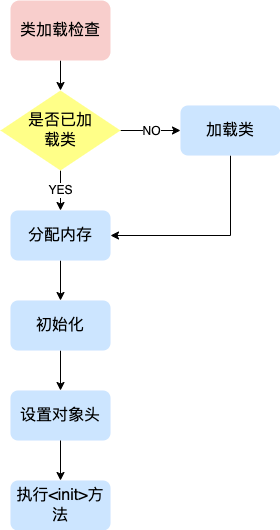 类加载检查
是否已加
载类
NO
加载类
YES
分配内存
初始化
设置对象头
执行<init>方
法